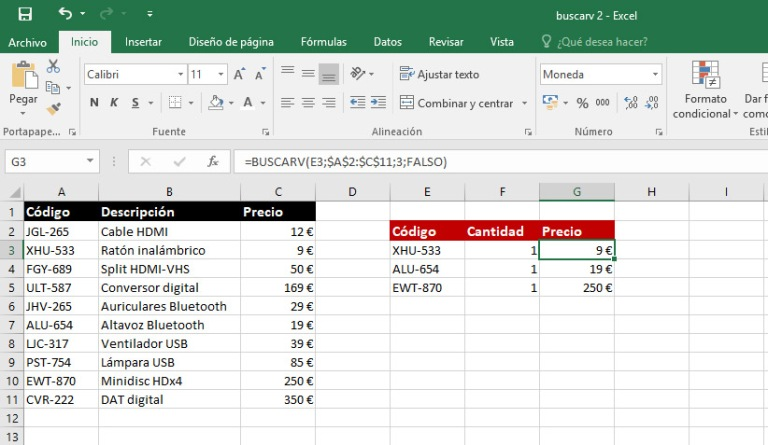 buscarv 2 - Excel
Archivo Inicio Insertar Diseño de página Fórmulas Datos Revisar Vista ¿Qué desea hacer?
Pegar
Calibri 11 A A Ajustar texto Moneda
N K S A Combinar y centrar % 000
Formato condicional Dar f com
Portapape... Fuente Alineación Número Esti
G3 fx =BUSCARV(E3;$A$2:$C$11;3;FALSO)
A B C D E F G H I
1 Código Descripción Precio
2 JGL-265 Cable HDMI 12 € Código Cantidad Precio
3 XHU-533 Ratón inalámbrico 9 € XHU-533 1 9 €
4 FGY-689 Split HDMI-VHS 50 € ALU-654 1 19 €
5 ULT-587 Conversor digital 169 € EWT-870 1 250 €
6 JHV-265 Auriculares Bluetooth 29 €
7 ALU-654 Altavoz Bluetooth 19 €
8 LJC-317 Ventilador USB 39 €
9 PST-754 Lámpara USB 85 €
10 EWT-870 Minidisc HDx4 250 €
11 CVR-222 DAT digital 350 €
12
13